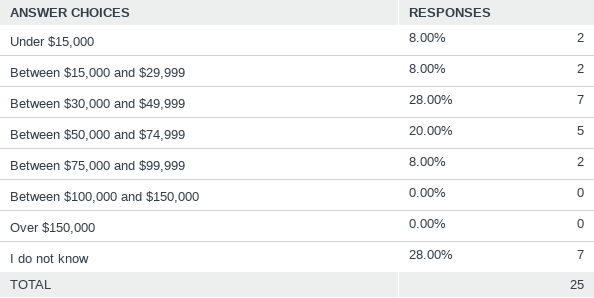 ANSWER CHOICES RESPONSES
Under $15,000 8.00% 2
Between $15,000 and $29,999 8.00% 2
Between $30,000 and $49,999 28.00% 7
Between $50,000 and $74,999 20.00% 5
Between $75,000 and $99,999 8.00% 2
Between $100,000 and $150,000 0.00% 0
Over $150,000 0.00% 0
I do not know 28.00% 7
TOTAL 25